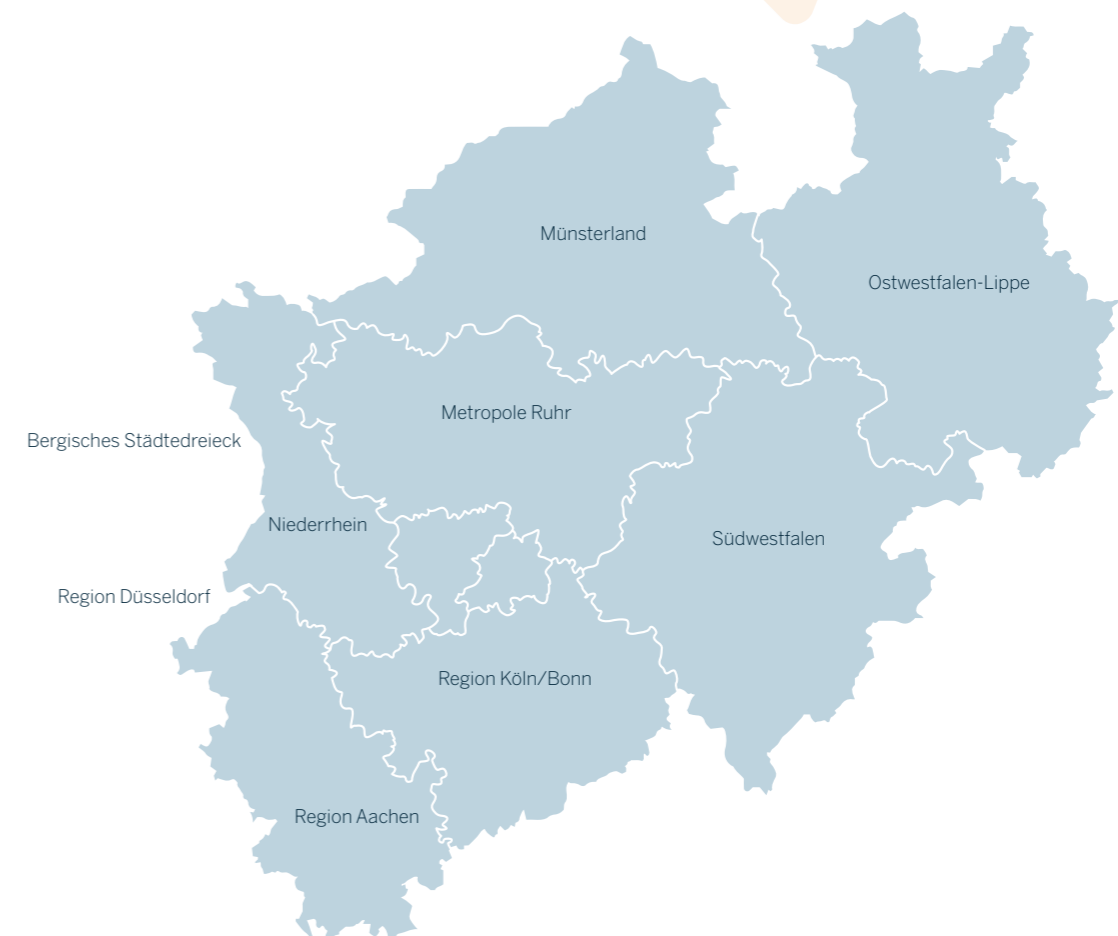 Münsterland
Ostwestfalen-Lippe
Metropole Ruhr
Bergisches Städtedreieck
Niederrhein
Südwestfalen
Region Düsseldorf
Region Köln/Bonn
Region Aachen